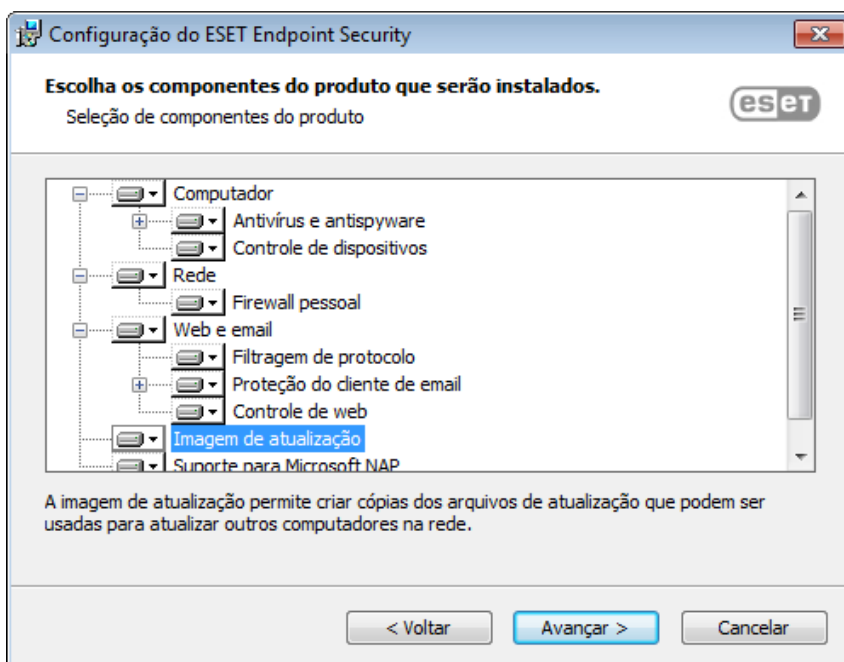 Configuração do ESET Endpoint Security
Escolha os componentes do produto que serão instalados.
Seleção de componentes do produto
eseT
Computador
Antivírus e antispyware
Controle de dispositivos
Rede
Firewall pessoal
Web e email
Filtragem de protocolo
Proteção do cliente de email
Controle de web
Imagem de atualização
Suporte para Microsoft NAP
A imagem de atualização permite criar cópias dos arquivos de atualização que podem ser
usadas para atualizar outros computadores na rede.
< Voltar
Avançar >
Cancelar